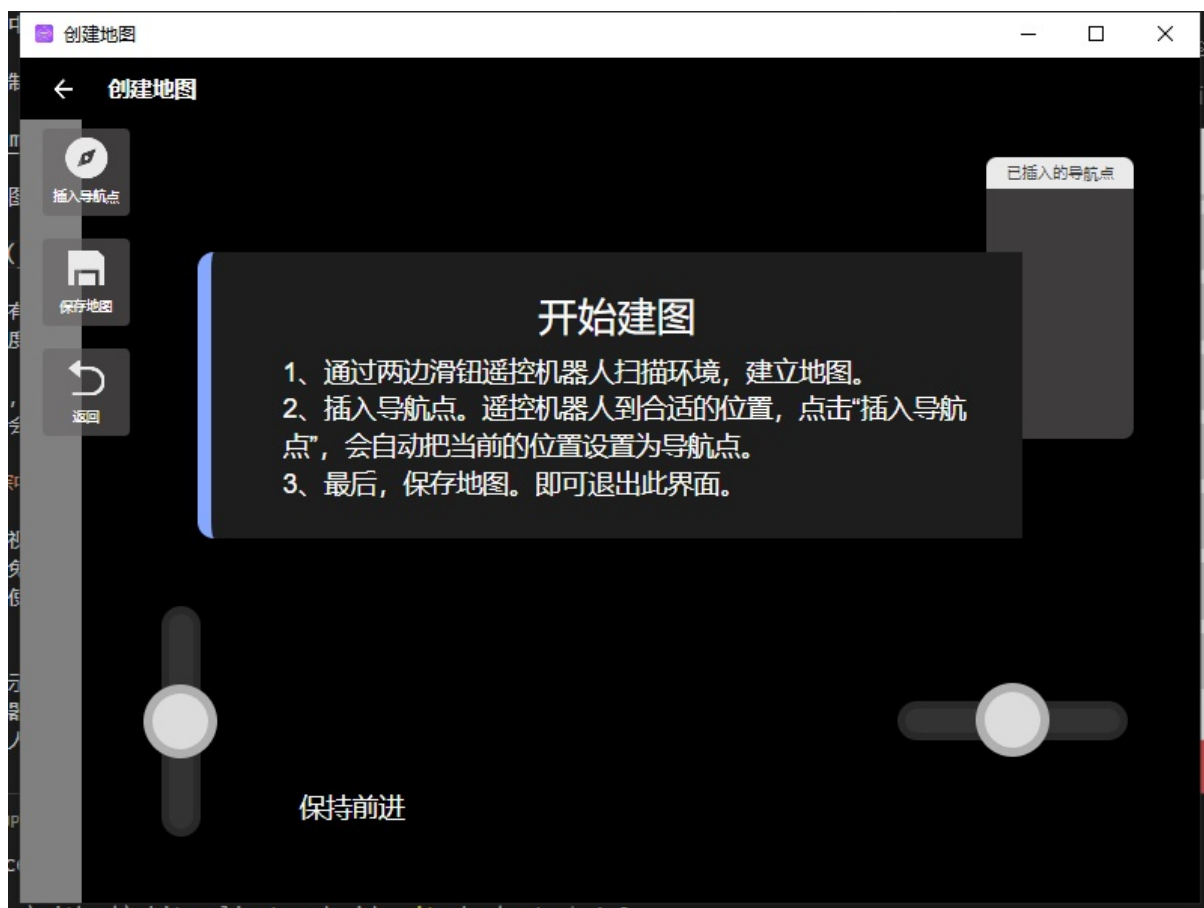 创建地图
创建地图
插入导航点
已插入的导航点
保存地图
返回
开始建图
1、通过两边滑钮遥控机器人扫描环境，建立地图。
2、插入导航点。遥控机器人到合适的位置，点击“插入导航
点”，会自动把当前的位置设置为导航点。
3、最后，保存地图。即可退出此界面。
保持前进